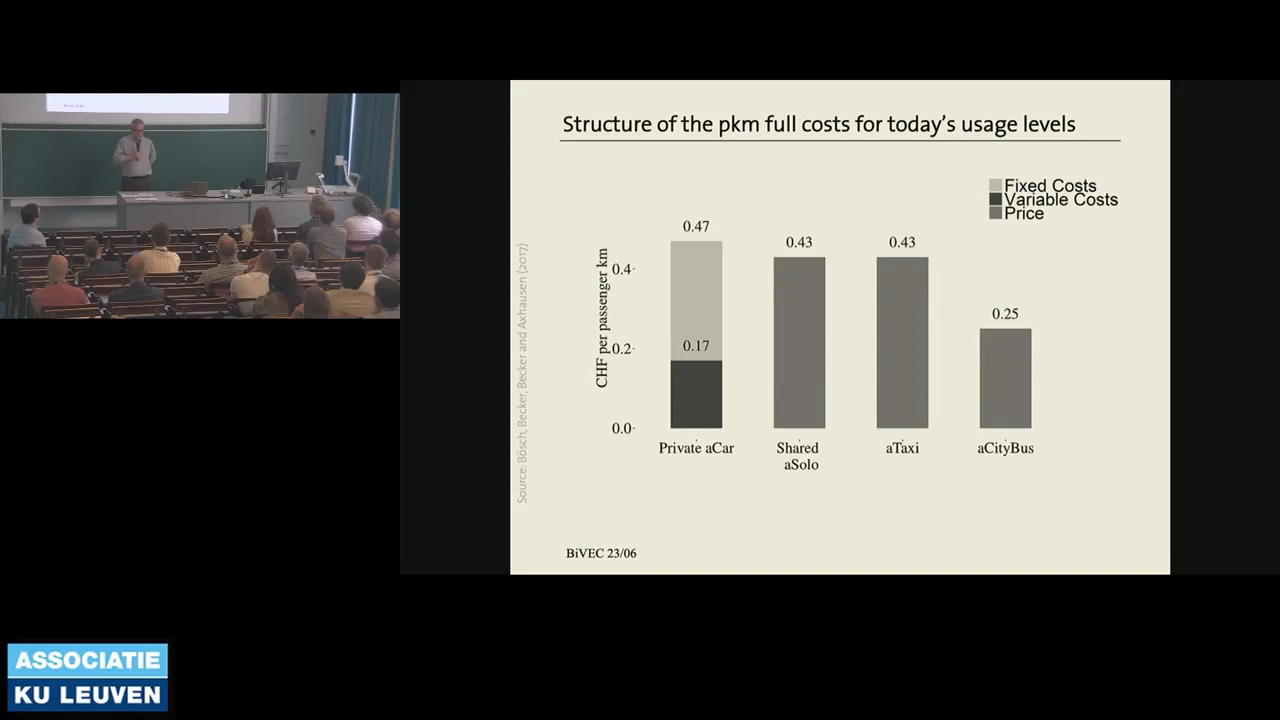 Structure of the pkm full costs for today's usage levels
Fixed Costs
Variable Costs
Price
Source: Bösch, Becker, Becker and Axhausen (2017)
CHF per passenger km
0.4
0.2
0.0
0.47
0.17
0.43
0.43
0.25
Private aCar
Shared
aSolo
aTaxi
aCityBus
BiVEC 23/06
ASSOCIATIE
KU LEUVEN